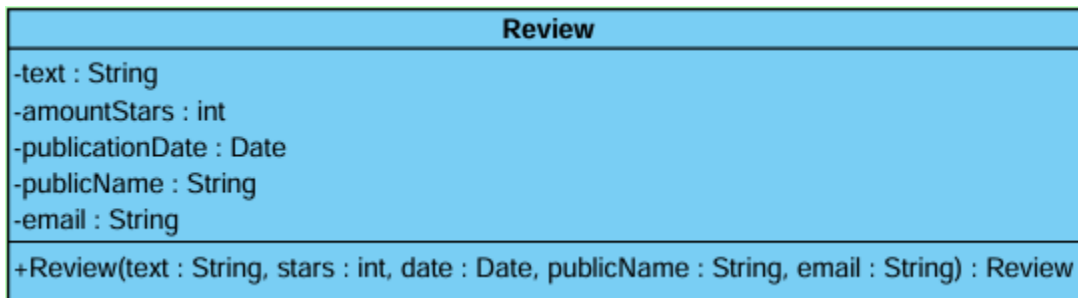 Review
-text : String
-amountStars : int
-publicationDate : Date
-publicName : String
-email : String
+Review(text : String, stars : int, date : Date, publicName : String, email : String) : Review